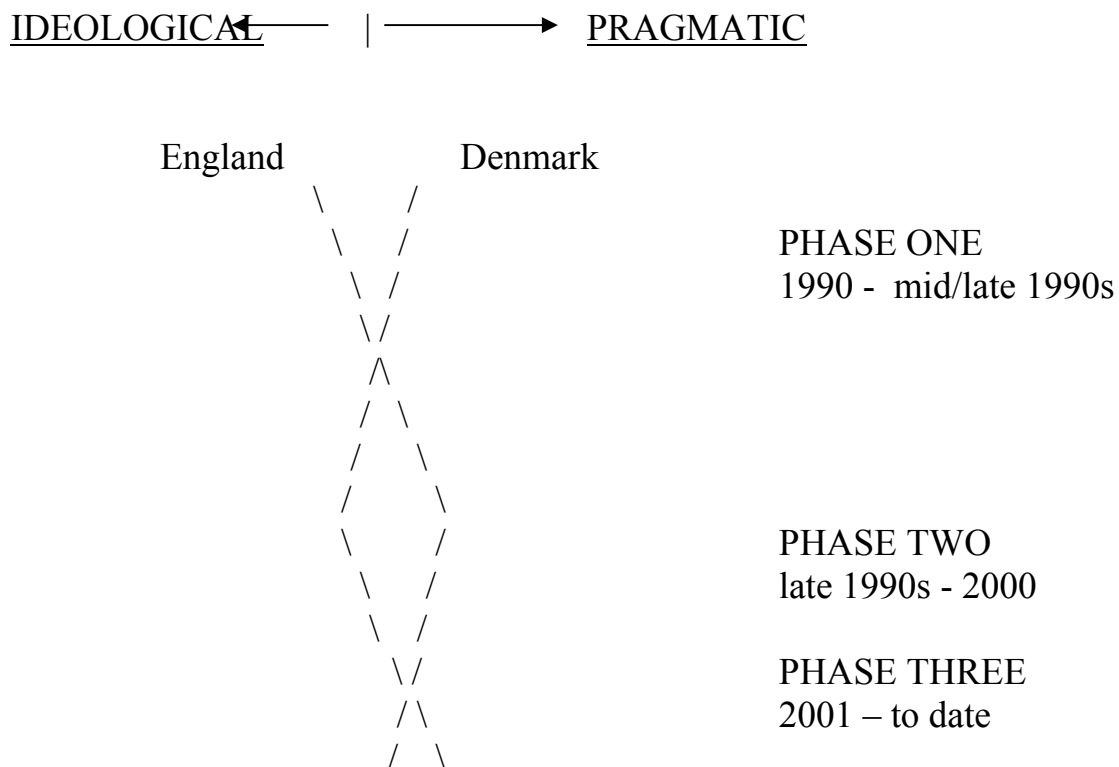 IDEOLOGICAL | PRAGMATIC
England Denmark
PHASE ONE
1990 - mid/late 1990s
PHASE TWO
late 1990s - 2000
PHASE THREE
2001 – to date